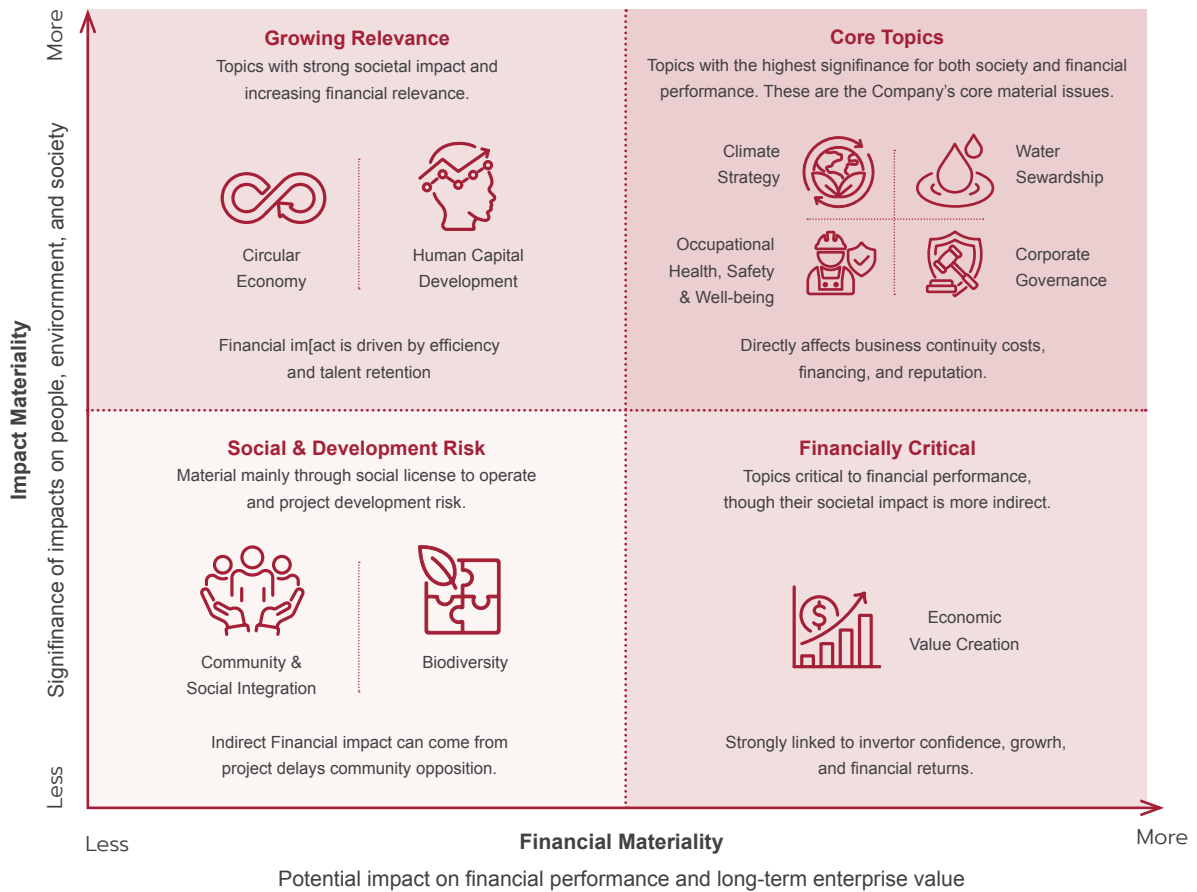 More
Impact Materiality
Signifinance of impacts on people, envirornment, and society
Less
Growing Relevance
Topics with strong societal impact and
increasing financial relevance.
Circular
Economy
Human Capital
Development
Financial im[act is driven by efficiency
and talent retention
Core Topics
Topics with the highest signifinance for both society and financial
performance. These are the Company's core material issues.
Climate
Strategy
Water
Sewardship
Occupational
Health, Safety
& Well-being
Corporate
Governance
Directly affects business continuity costs,
financing, and reputation.
Social & Development Risk
Material mainly through social license to operate
and project development risk.
Community &
Social Integration
Biodiversity
Indirect Financial impact can come from
project delays community opposition.
Financially Critical
Topics critical to financial performance,
though their societal impact is more indirect.
$
Economic
Value Creation
Strongly linked to invertor confidence, growrh,
and financial returns.
Less
Financial Materiality
More
Potential impact on financial performance and long-term enterprise value